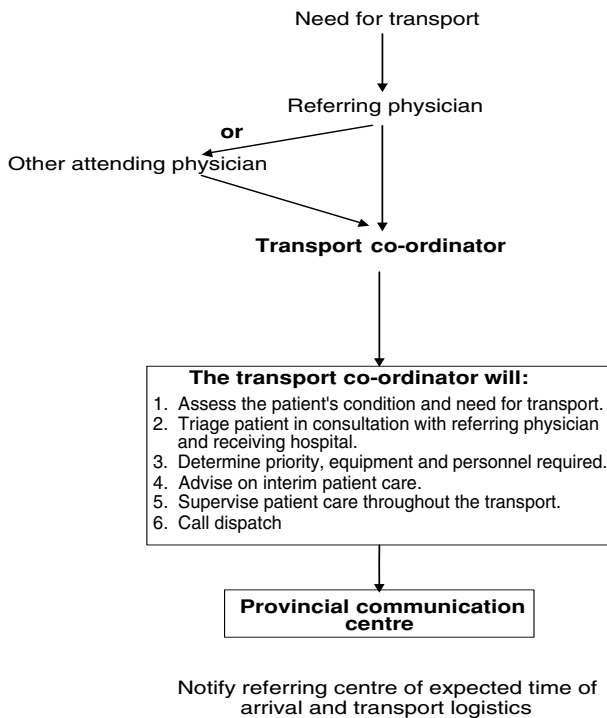 Need for transport
Referring physician
or
Other attending physician
Transport co-ordinator
The transport co-ordinator will:
1. Assess the patient's condition and need for transport.
2. Triage patient in consultation with referring physician
and receiving hospital.
3. Determine priority, equipment and personnel required.
4. Advise on interim patient care.
5. Supervise patient care throughout the transport.
6. Call dispatch
Provincial communication
centre
Notify referring centre of expected time of
arrival and transport logistics